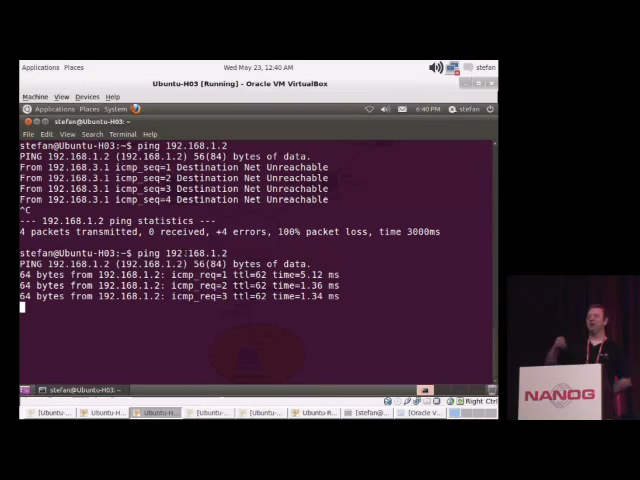 Applications Places
Wed May 23, 12:40 AM
stefan
Ubuntu-H03 [Running] - Oracle VM VirtualBox
Machine View Devices Help
Applications Places System
6:40 PM
stefan
stefan@Ubuntu-H03: ~
File Edit View Search Terminal Help
stefan@Ubuntu-H03:~$ ping 192.168.1.2
PING 192.168.1.2 (192.168.1.2) 56(84) bytes of data.
From 192.168.3.1 icmp_seq=1 Destination Net Unreachable
From 192.168.3.1 icmp_seq=2 Destination Net Unreachable
From 192.168.3.1 icmp_seq=3 Destination Net Unreachable
From 192.168.3.1 icmp_seq=4 Destination Net Unreachable
^C
--- 192.168.1.2 ping statistics ---
4 packets transmitted, 0 received, +4 errors, 100% packet loss, time 3000ms
stefan@Ubuntu-H03:~$ ping 192.168.1.2
PING 192.168.1.2 (192.168.1.2) 56(84) bytes of data.
64 bytes from 192.168.1.2: icmp_req=1 ttl=62 time=5.12 ms
64 bytes from 192.168.1.2: icmp_req=2 ttl=62 time=1.36 ms
64 bytes from 192.168.1.2: icmp_req=3 ttl=62 time=1.34 ms
stefan@Ubuntu-H03: ~
Right Ctrl
[Ubuntu-... Ubuntu-H... Ubuntu-H... [Ubuntu-... [Ubuntu-... Ubuntu-R... [stefan@... [Oracle V...
NANOG